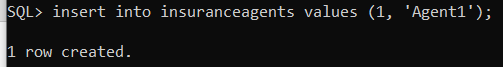 SQL> insert into insuranceagents values (1, 'Agent1');
1 row created.